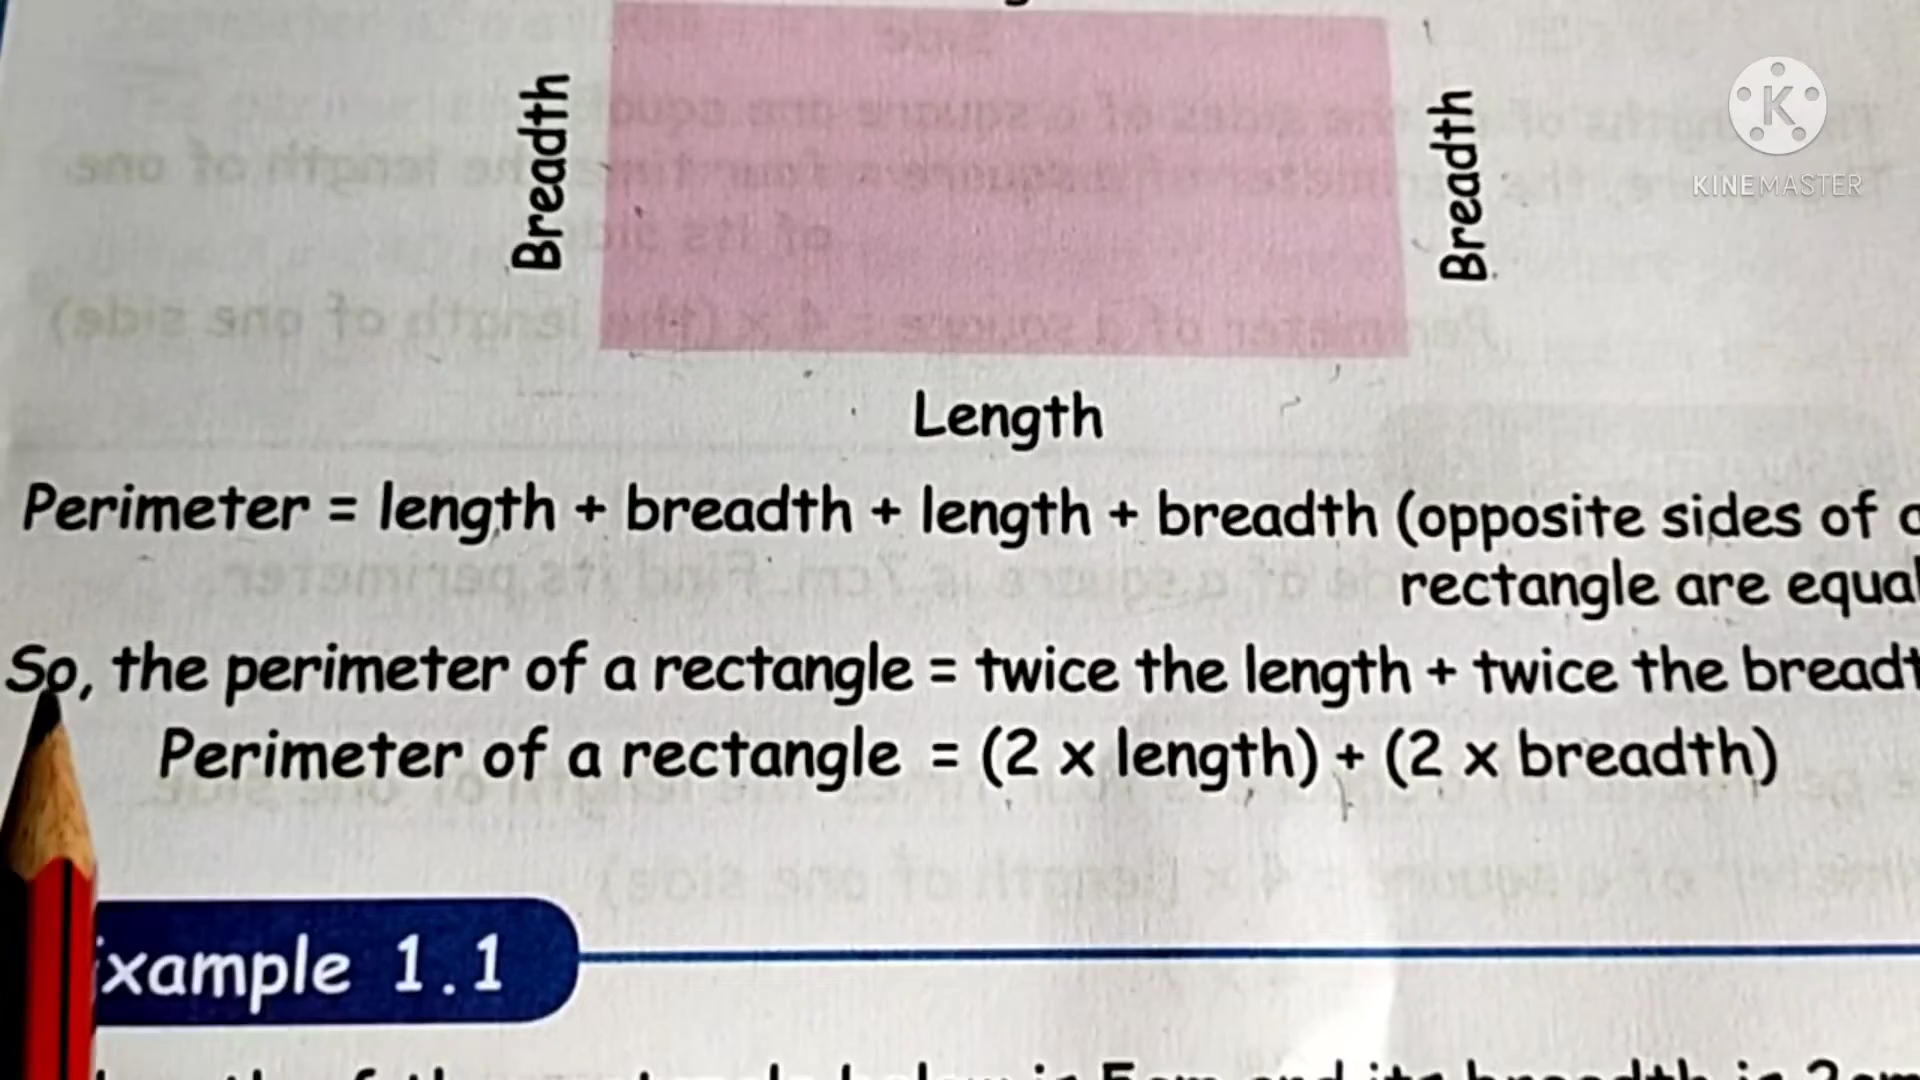 Breadth
Breadth
KINEMASTER
Length
Perimeter = length + breadth + length + breadth (opposite sides of
rectangle are equal
So, the perimeter of a rectangle = twice the length + twice the breadt
Perimeter of a rectangle = (2 x length) + (2 x breadth)
xample 1.1